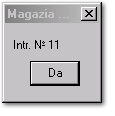 Magazia ...
Intr. № 11
Da